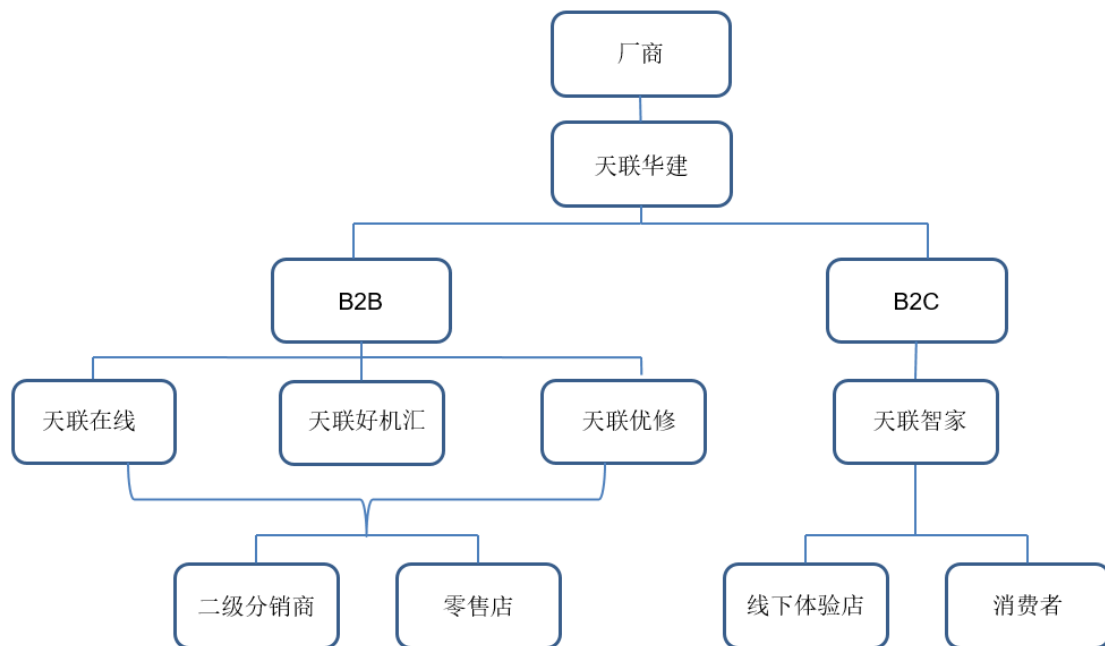 厂商
天联华建
B2B
B2C
天联在线
天联好机汇
天联优修
天联智家
二级分销商
零售店
线下体验店
消费者